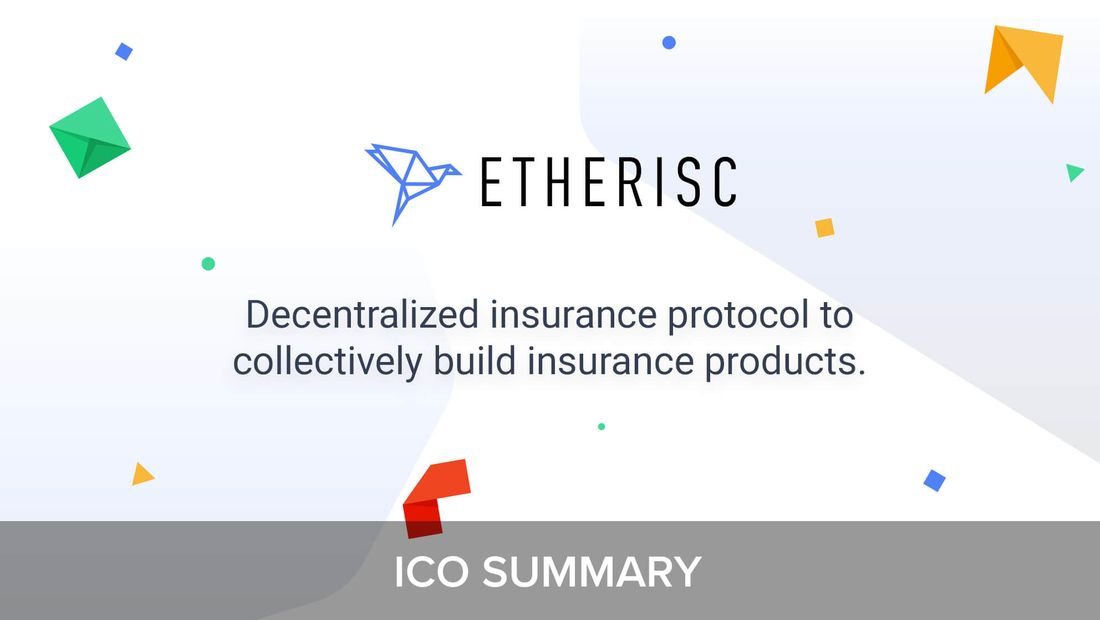 ETHERISC
Decentralized insurance protocol to
collectively build insurance products.
ICO SUMMARY